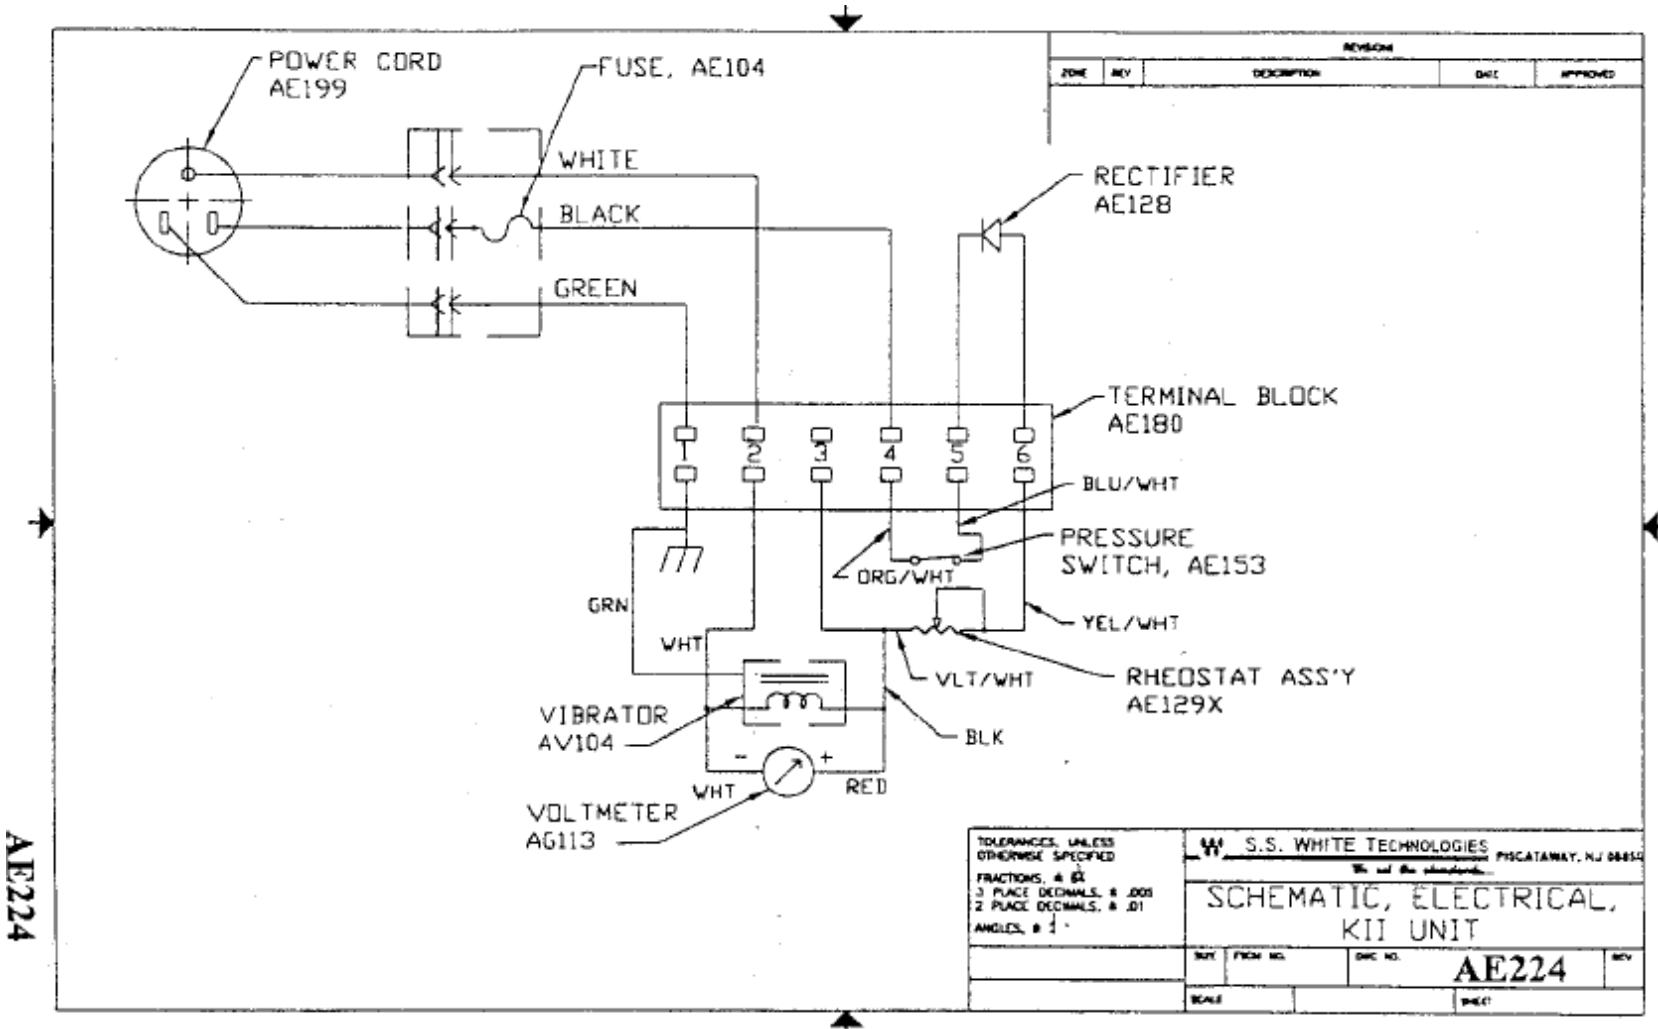 POWER CORD
AE199
FUSE, AE104
REVISIONS
ZONE REV DESCRIPTION DATE APPROVED
WHITE
BLACK
GREEN
RECTIFIER
AE128
TERMINAL BLOCK
AE180
1 2 3 4 5 6
BLU/WHT
PRESSURE
SWITCH, AE153
ORG/WHT
GRN
WHT
YEL/WHT
VLT/WHT
RHEOSTAT ASS'Y
AE129X
VIBRATOR
AV104
BLK
- +
WHT
RED
VOLTMETER
AG113
AE224
TOLERANCES, UNLESS
OTHERWISE SPECIFIED
FRACTIONS, ±
3 PLACE DECIMALS, ± .005
2 PLACE DECIMALS, ± .01
ANGLES, ±
S.S. WHITE TECHNOLOGIES PISCATAWAY, NJ
SCHEMATIC, ELECTRICAL,
KII UNIT
SIZE FSCM NO. DWG NO. AE224 REV
SCALE SHEET